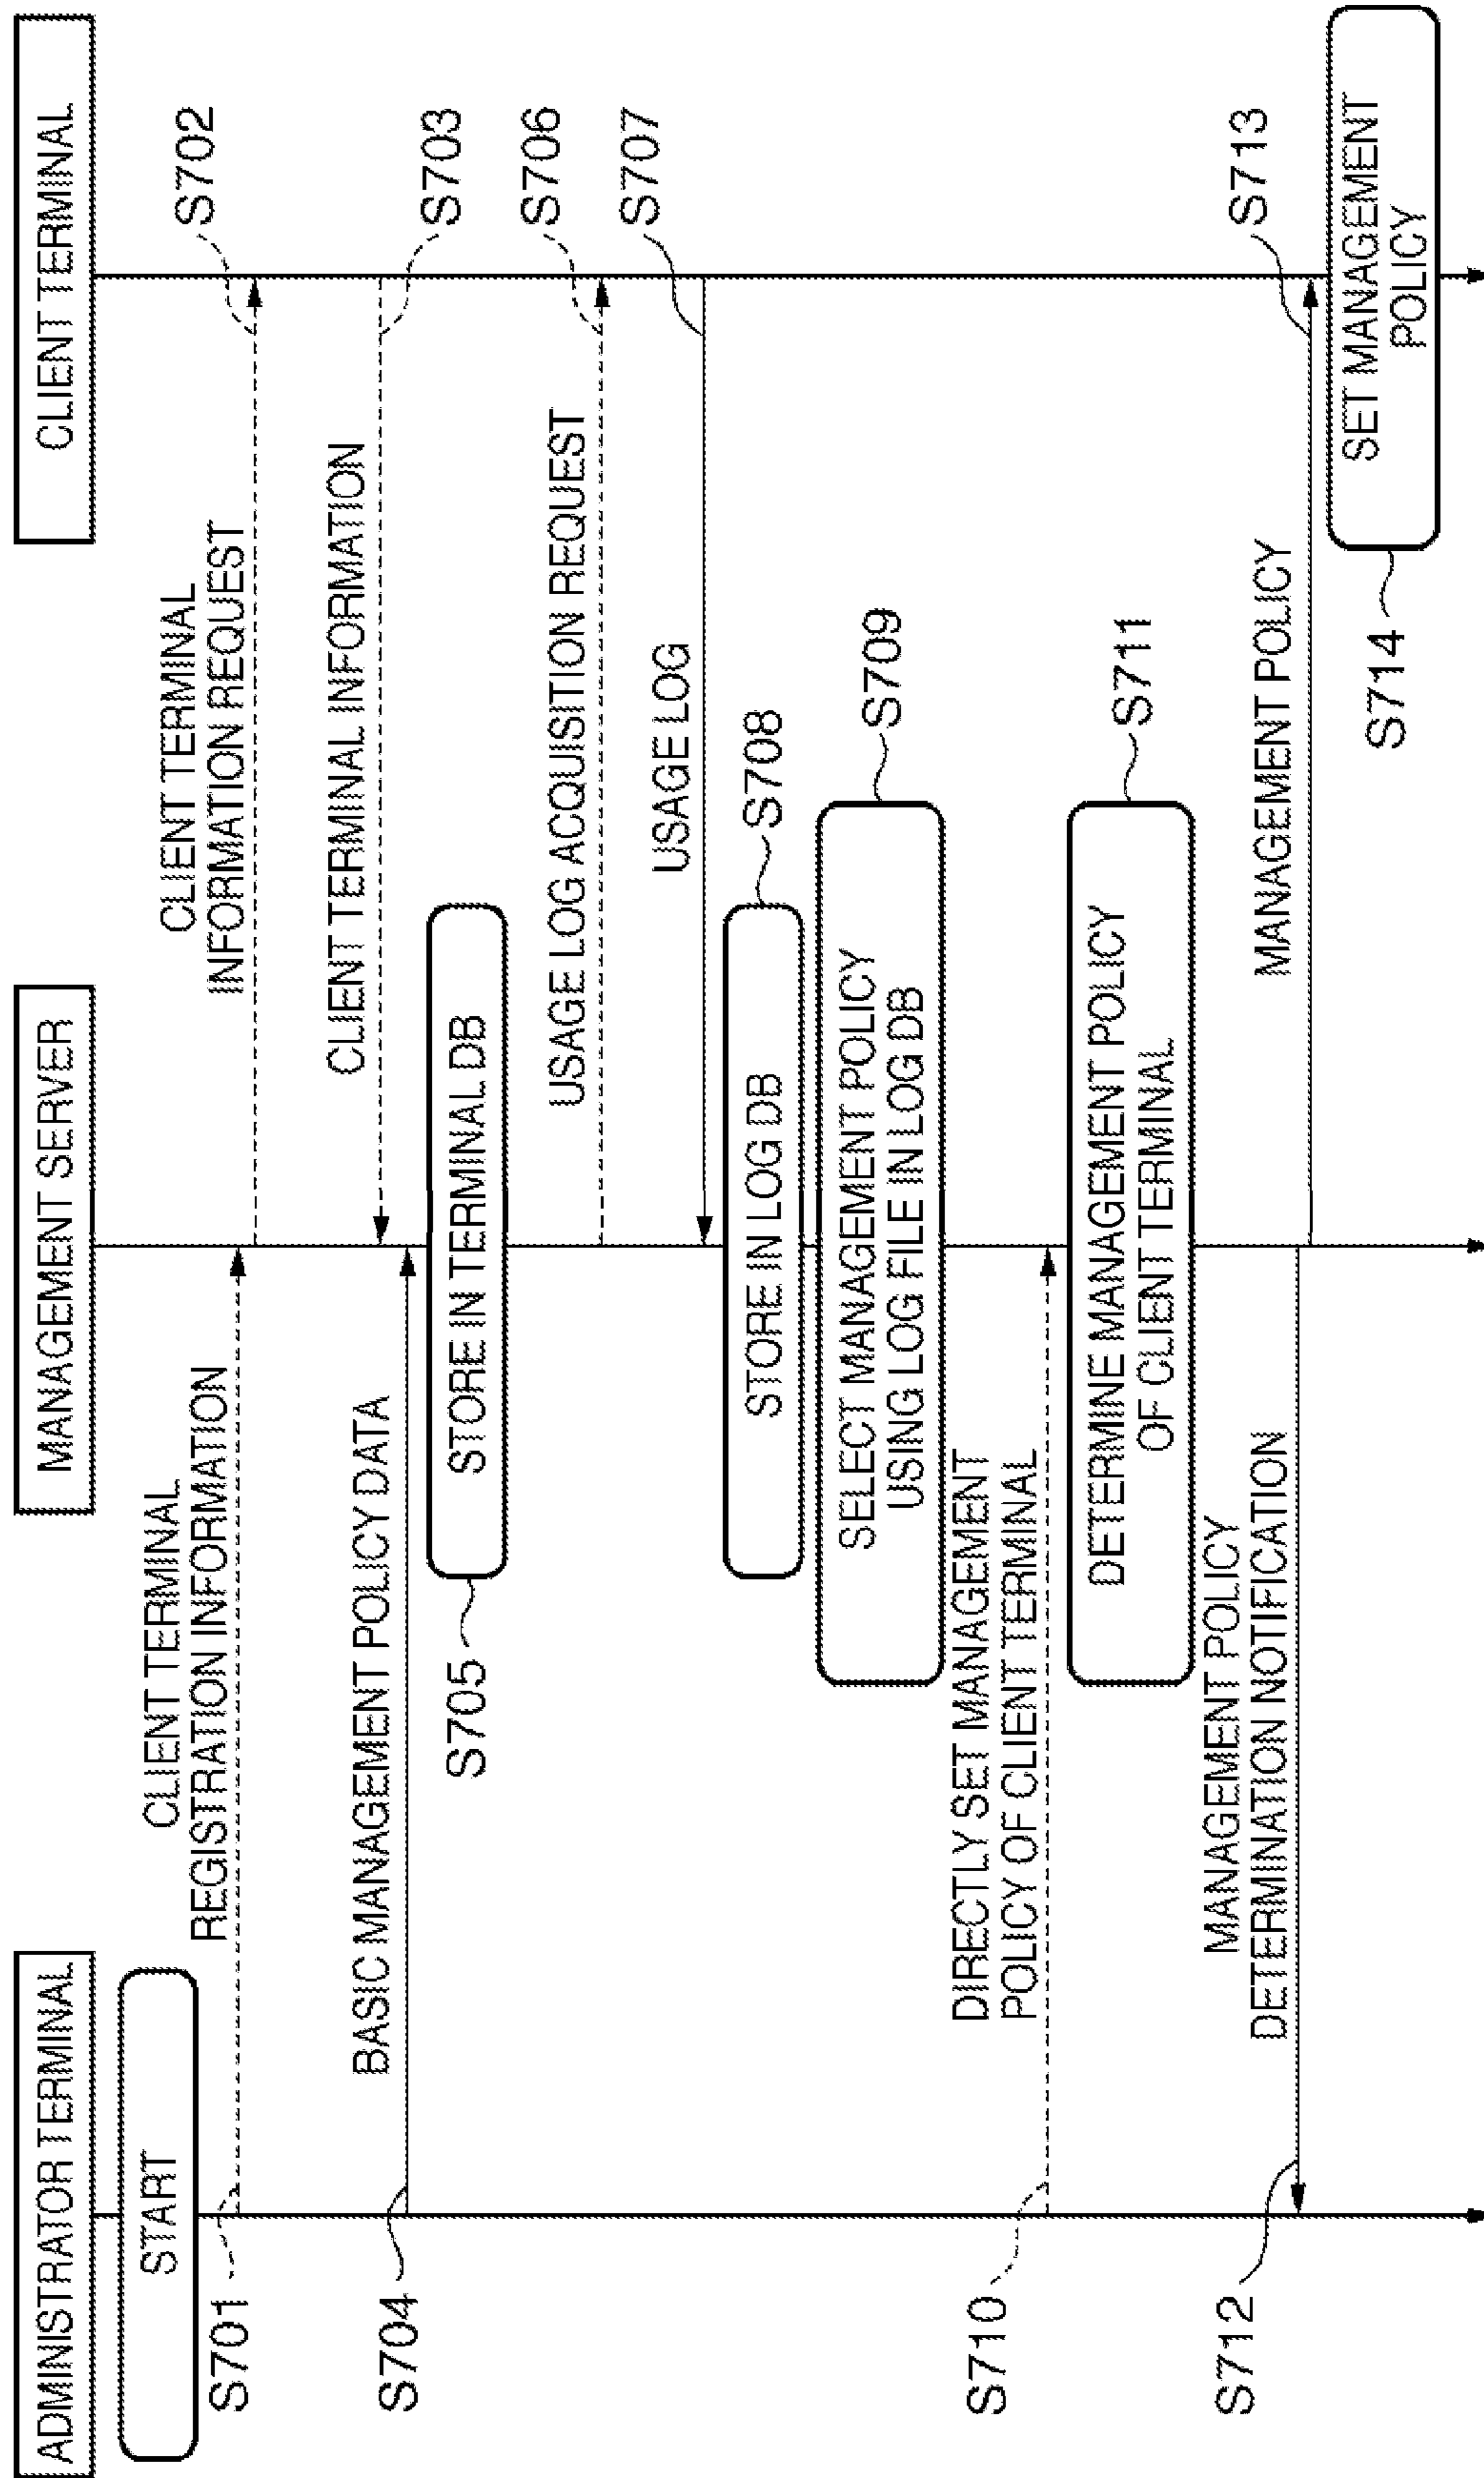 ADMINISTRATOR TERMINAL
MANAGEMENT SERVER
CLIENT TERMINAL
START
S701
CLIENT TERMINAL
REGISTRATION INFORMATION
CLIENT TERMINAL
INFORMATION REQUEST
S702
CLIENT TERMINAL INFORMATION
S703
S704
BASIC MANAGEMENT POLICY DATA
S705
STORE IN TERMINAL DB
USAGE LOG ACQUISITION REQUEST
S706
USAGE LOG
S707
STORE IN LOG DB
S708
SELECT MANAGEMENT POLICY
USING LOG FILE IN LOG DB
S709
S710
DIRECTLY SET MANAGEMENT
POLICY OF CLIENT TERMINAL
DETERMINE MANAGEMENT POLICY
OF CLIENT TERMINAL
S711
S712
MANAGEMENT POLICY
DETERMINATION NOTIFICATION
MANAGEMENT POLICY
S713
S714
SET MANAGEMENT
POLICY